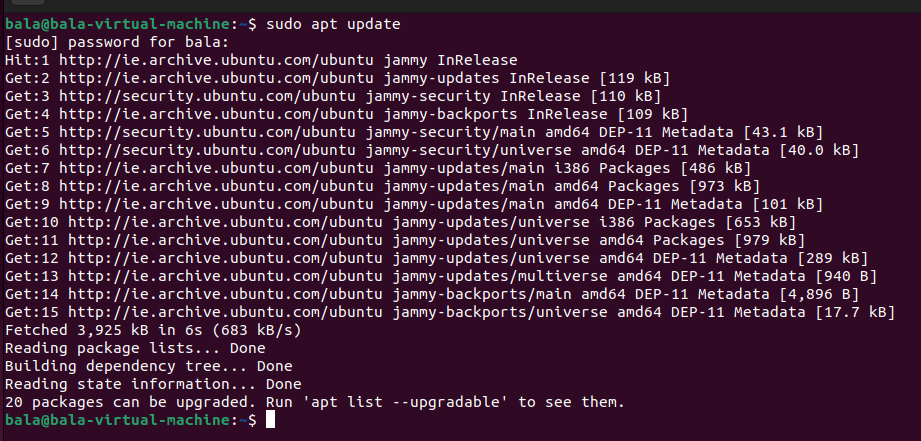 bala@bala-virtual-machine:~$ sudo apt update
[sudo] password for bala:
Hit:1 http://ie.archive.ubuntu.com/ubuntu jammy InRelease
Get:2 http://ie.archive.ubuntu.com/ubuntu jammy-updates InRelease [119 kB]
Get:3 http://security.ubuntu.com/ubuntu jammy-security InRelease [110 kB]
Get:4 http://ie.archive.ubuntu.com/ubuntu jammy-backports InRelease [109 kB]
Get:5 http://security.ubuntu.com/ubuntu jammy-security/main amd64 DEP-11 Metadata [43.1 kB]
Get:6 http://security.ubuntu.com/ubuntu jammy-security/universe amd64 DEP-11 Metadata [40.0 kB]
Get:7 http://ie.archive.ubuntu.com/ubuntu jammy-updates/main i386 Packages [486 kB]
Get:8 http://ie.archive.ubuntu.com/ubuntu jammy-updates/main amd64 Packages [973 kB]
Get:9 http://ie.archive.ubuntu.com/ubuntu jammy-updates/main amd64 DEP-11 Metadata [101 kB]
Get:10 http://ie.archive.ubuntu.com/ubuntu jammy-updates/universe i386 Packages [653 kB]
Get:11 http://ie.archive.ubuntu.com/ubuntu jammy-updates/universe amd64 Packages [979 kB]
Get:12 http://ie.archive.ubuntu.com/ubuntu jammy-updates/universe amd64 DEP-11 Metadata [289 kB]
Get:13 http://ie.archive.ubuntu.com/ubuntu jammy-updates/multiverse amd64 DEP-11 Metadata [940 B]
Get:14 http://ie.archive.ubuntu.com/ubuntu jammy-backports/main amd64 DEP-11 Metadata [4,896 B]
Get:15 http://ie.archive.ubuntu.com/ubuntu jammy-backports/universe amd64 DEP-11 Metadata [17.7 kB]
Fetched 3,925 kB in 6s (683 kB/s)
Reading package lists... Done
Building dependency tree... Done
Reading state information... Done
20 packages can be upgraded. Run 'apt list --upgradable' to see them.
bala@bala-virtual-machine:~$